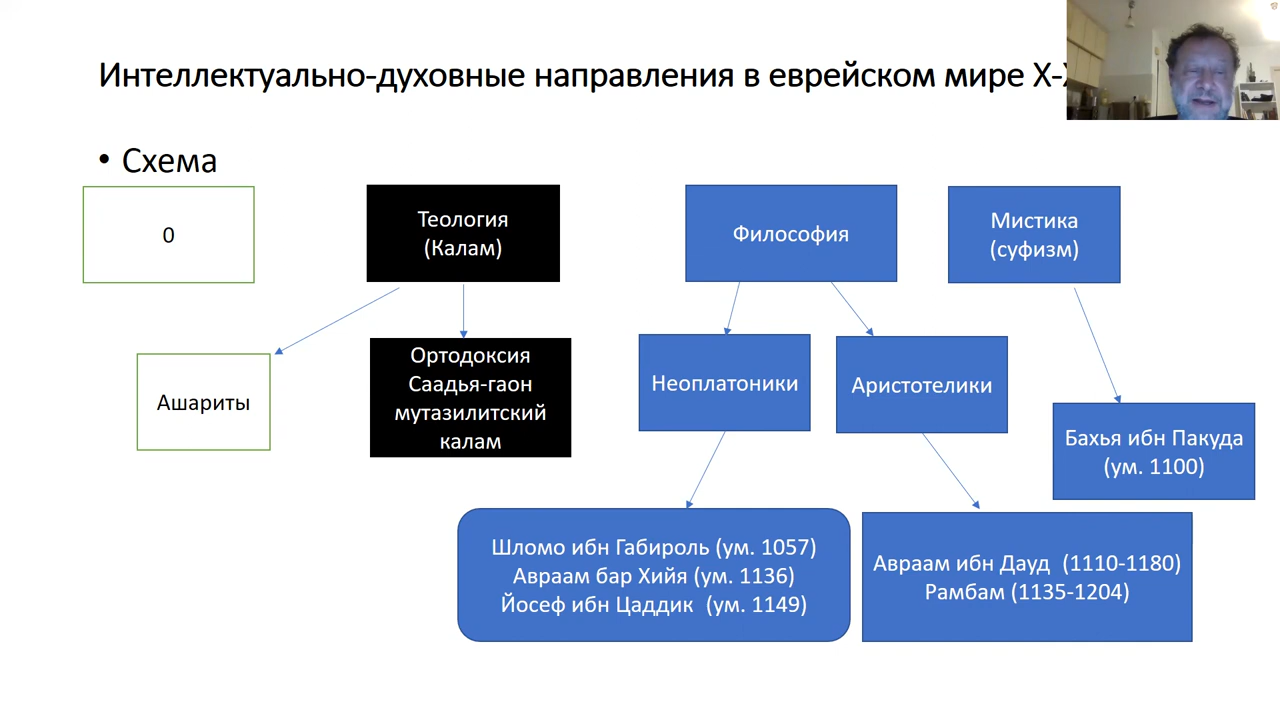 Интеллектуально-духовные направления в еврейском мире X-
• Схема
0
Теология
(Калам)
Философия
Мистика
(суфизм)
Ашариты
Ортодоксия
Саадья-гаон
мутазилитский
калам
Неоплатоники
Аристотелики
Бахья ибн Пакуда
(ум. 1100)
Шломо ибн Габироль (ум. 1057)
Авраам бар Хийя (ум. 1136)
Йосеф ибн Цаддик (ум. 1149)
Авраам ибн Дауд (1110-1180)
Рамбам (1135-1204)